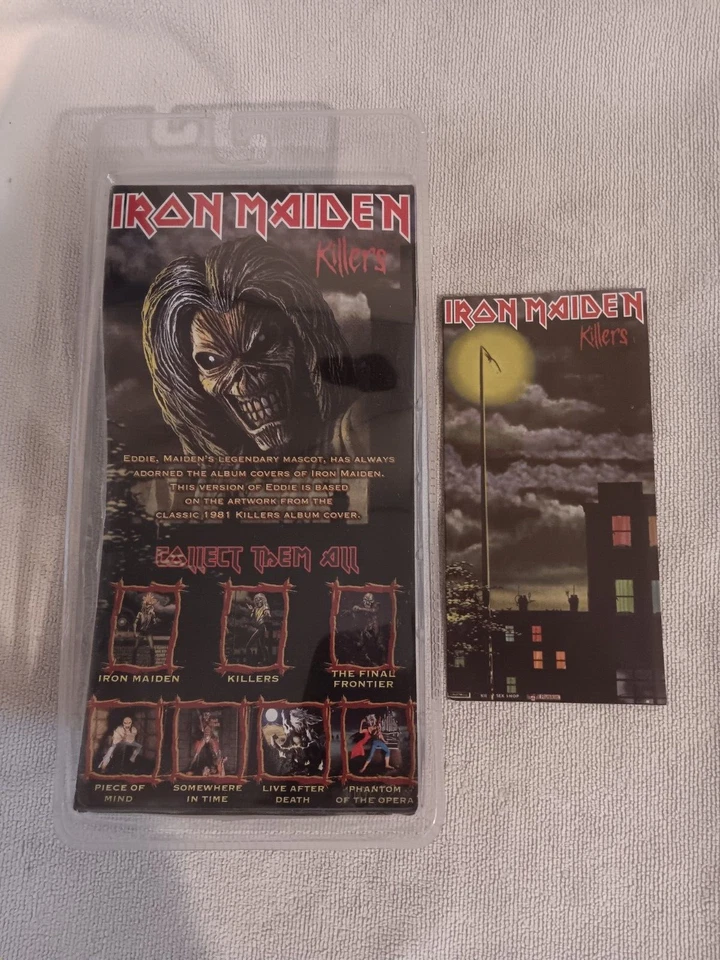 IRON MAIDEN
Killers
EDDIE, MAIDEN'S LEGENDARY MASCOT, HAS ALWAYS
ADORNED THE ALBUM COVERS OF IRON MAIDEN.
THIS VERSION OF EDDIE IS BASED
ON THE ARTWORK FROM THE
CLASSIC 1981 KILLERS ALBUM COVER.
COLLECT THEM ALL
IRON MAIDEN
KILLERS
THE FINAL
FRONTIER
PIECE OF
MIND
SOMEWHERE
IN TIME
LIVE AFTER
DEATH
PHANTOM
OF THE OPERA
IRON MAIDEN
Killers